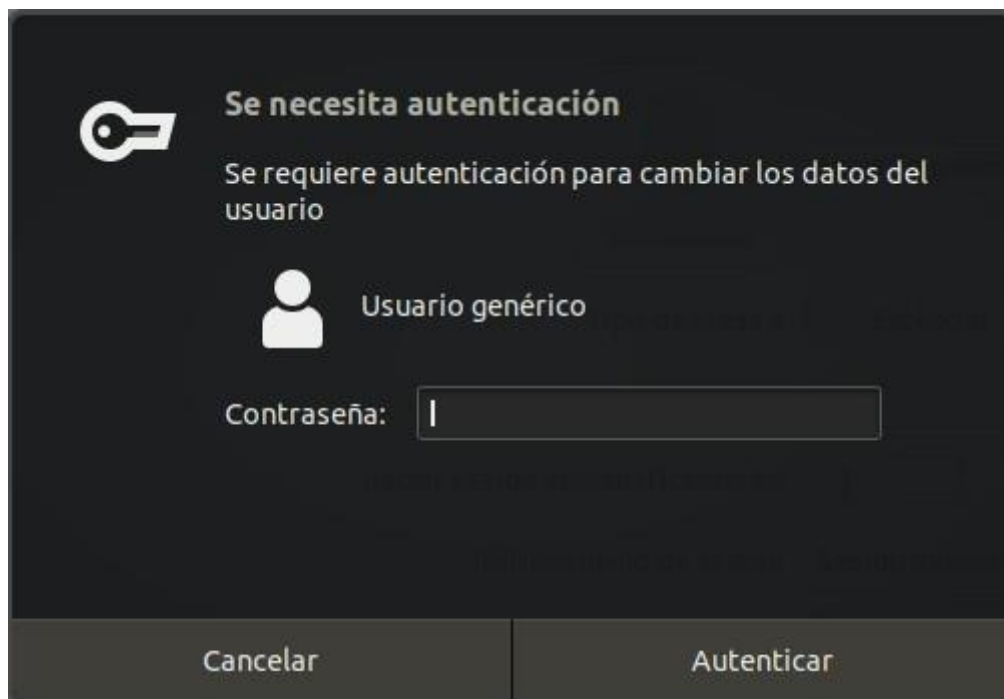 Se necesita autenticación
Se requiere autenticación para cambiar los datos del
usuario
Usuario genérico
Contraseña:
Cancelar
Autenticar